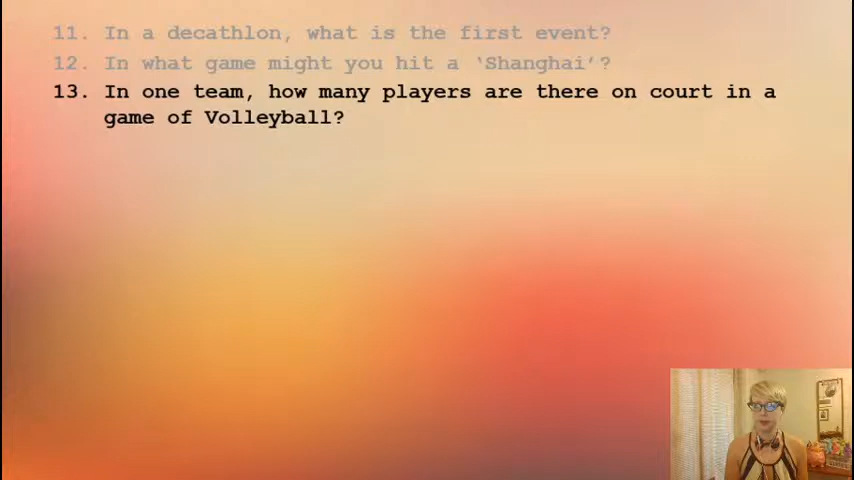 11. In a decathlon, what is the first event?
12. In what game might you hit a ‘Shanghai’?
13. In one team, how many players are there on court in a
game of Volleyball?